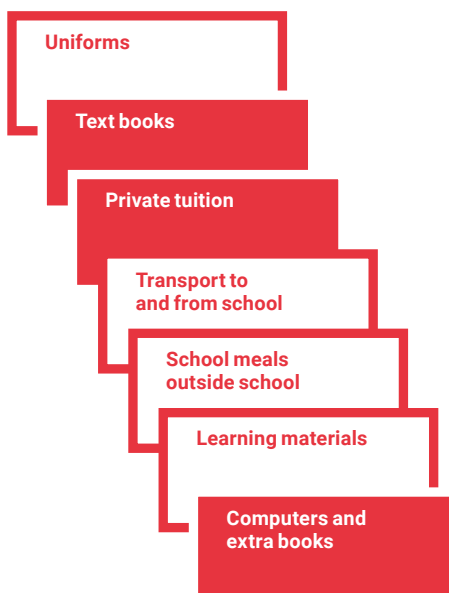 Uniforms
Text books
Private tuition
Transport to
and from school
School meals
outside school
Learning materials
Computers and
extra books